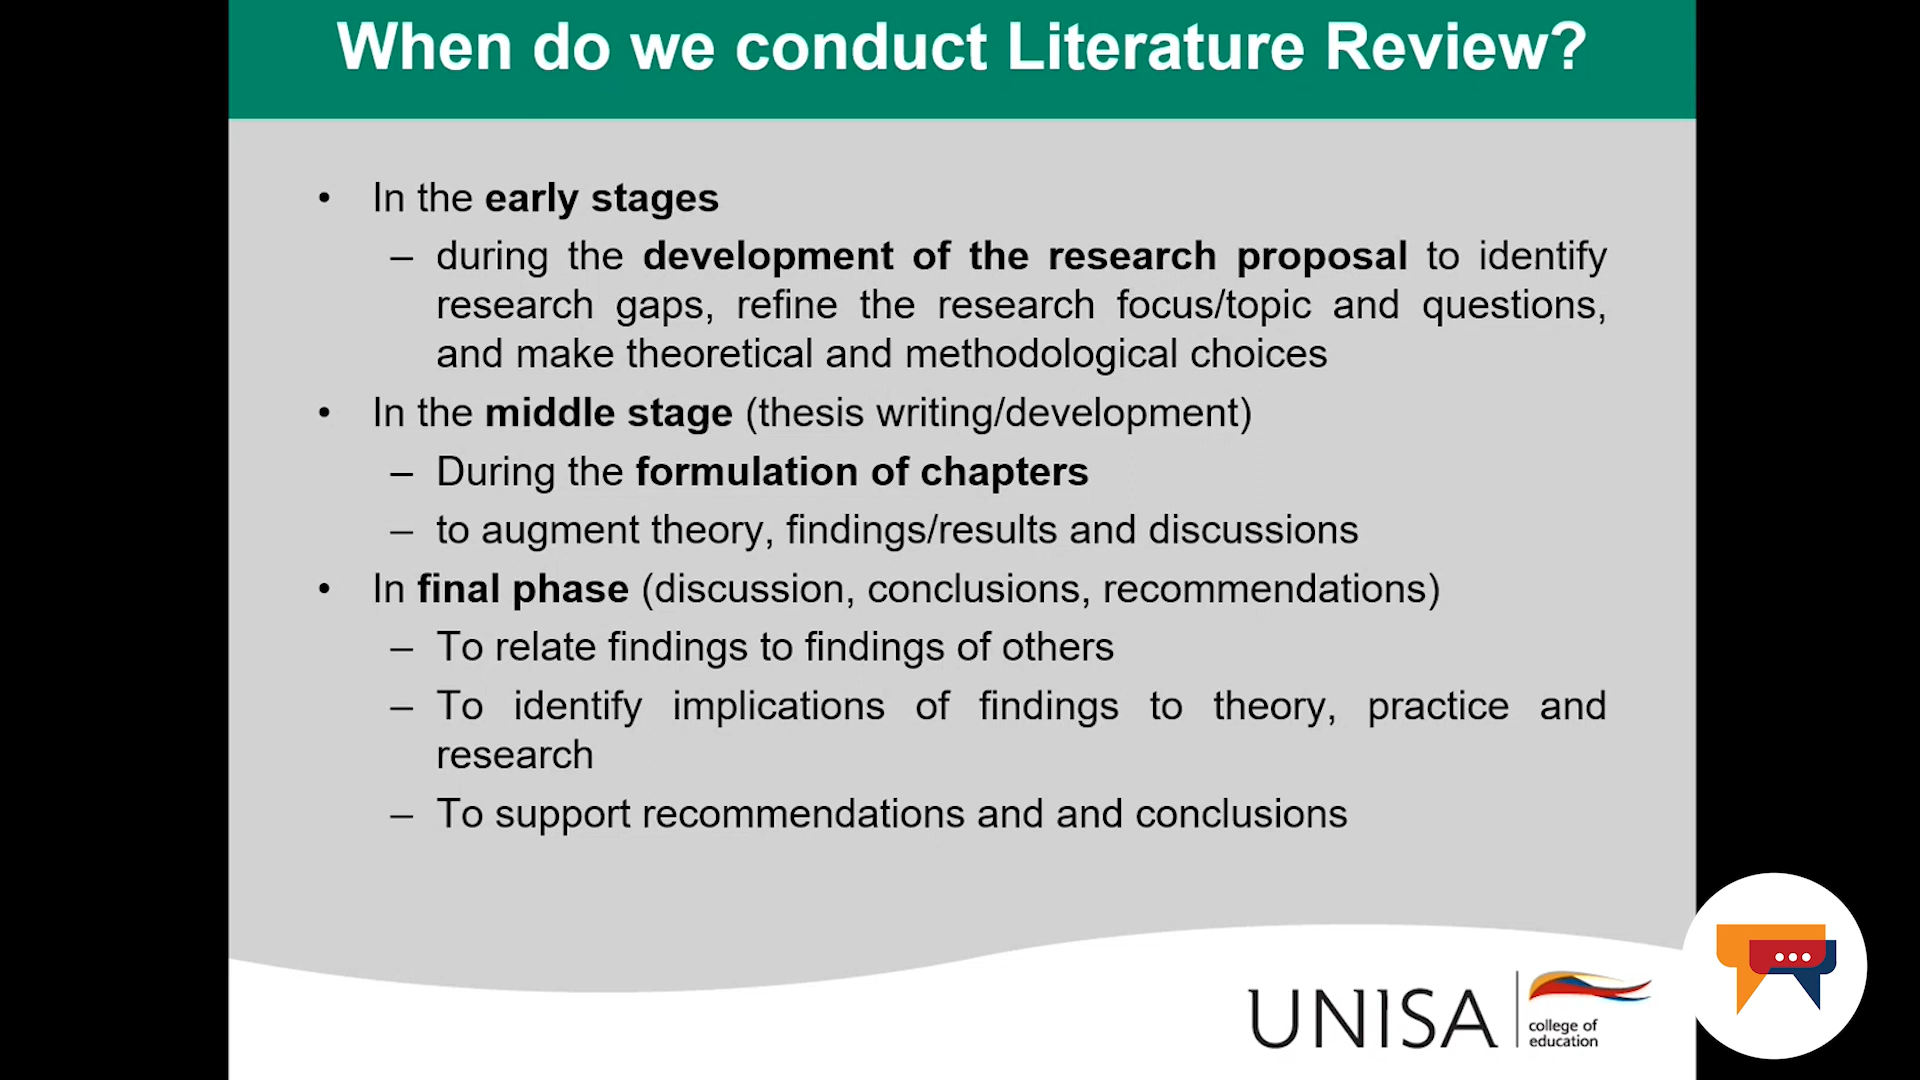 When do we conduct Literature Review?
• In the early stages
– during the development of the research proposal to identify
research gaps, refine the research focus/topic and questions,
and make theoretical and methodological choices
• In the middle stage (thesis writing/development)
– During the formulation of chapters
– to augment theory, findings/results and discussions
• In final phase (discussion, conclusions, recommendations)
– To relate findings to findings of others
– To identify implications of findings to theory, practice and
research
– To support recommendations and and conclusions
UNISA
college of
education